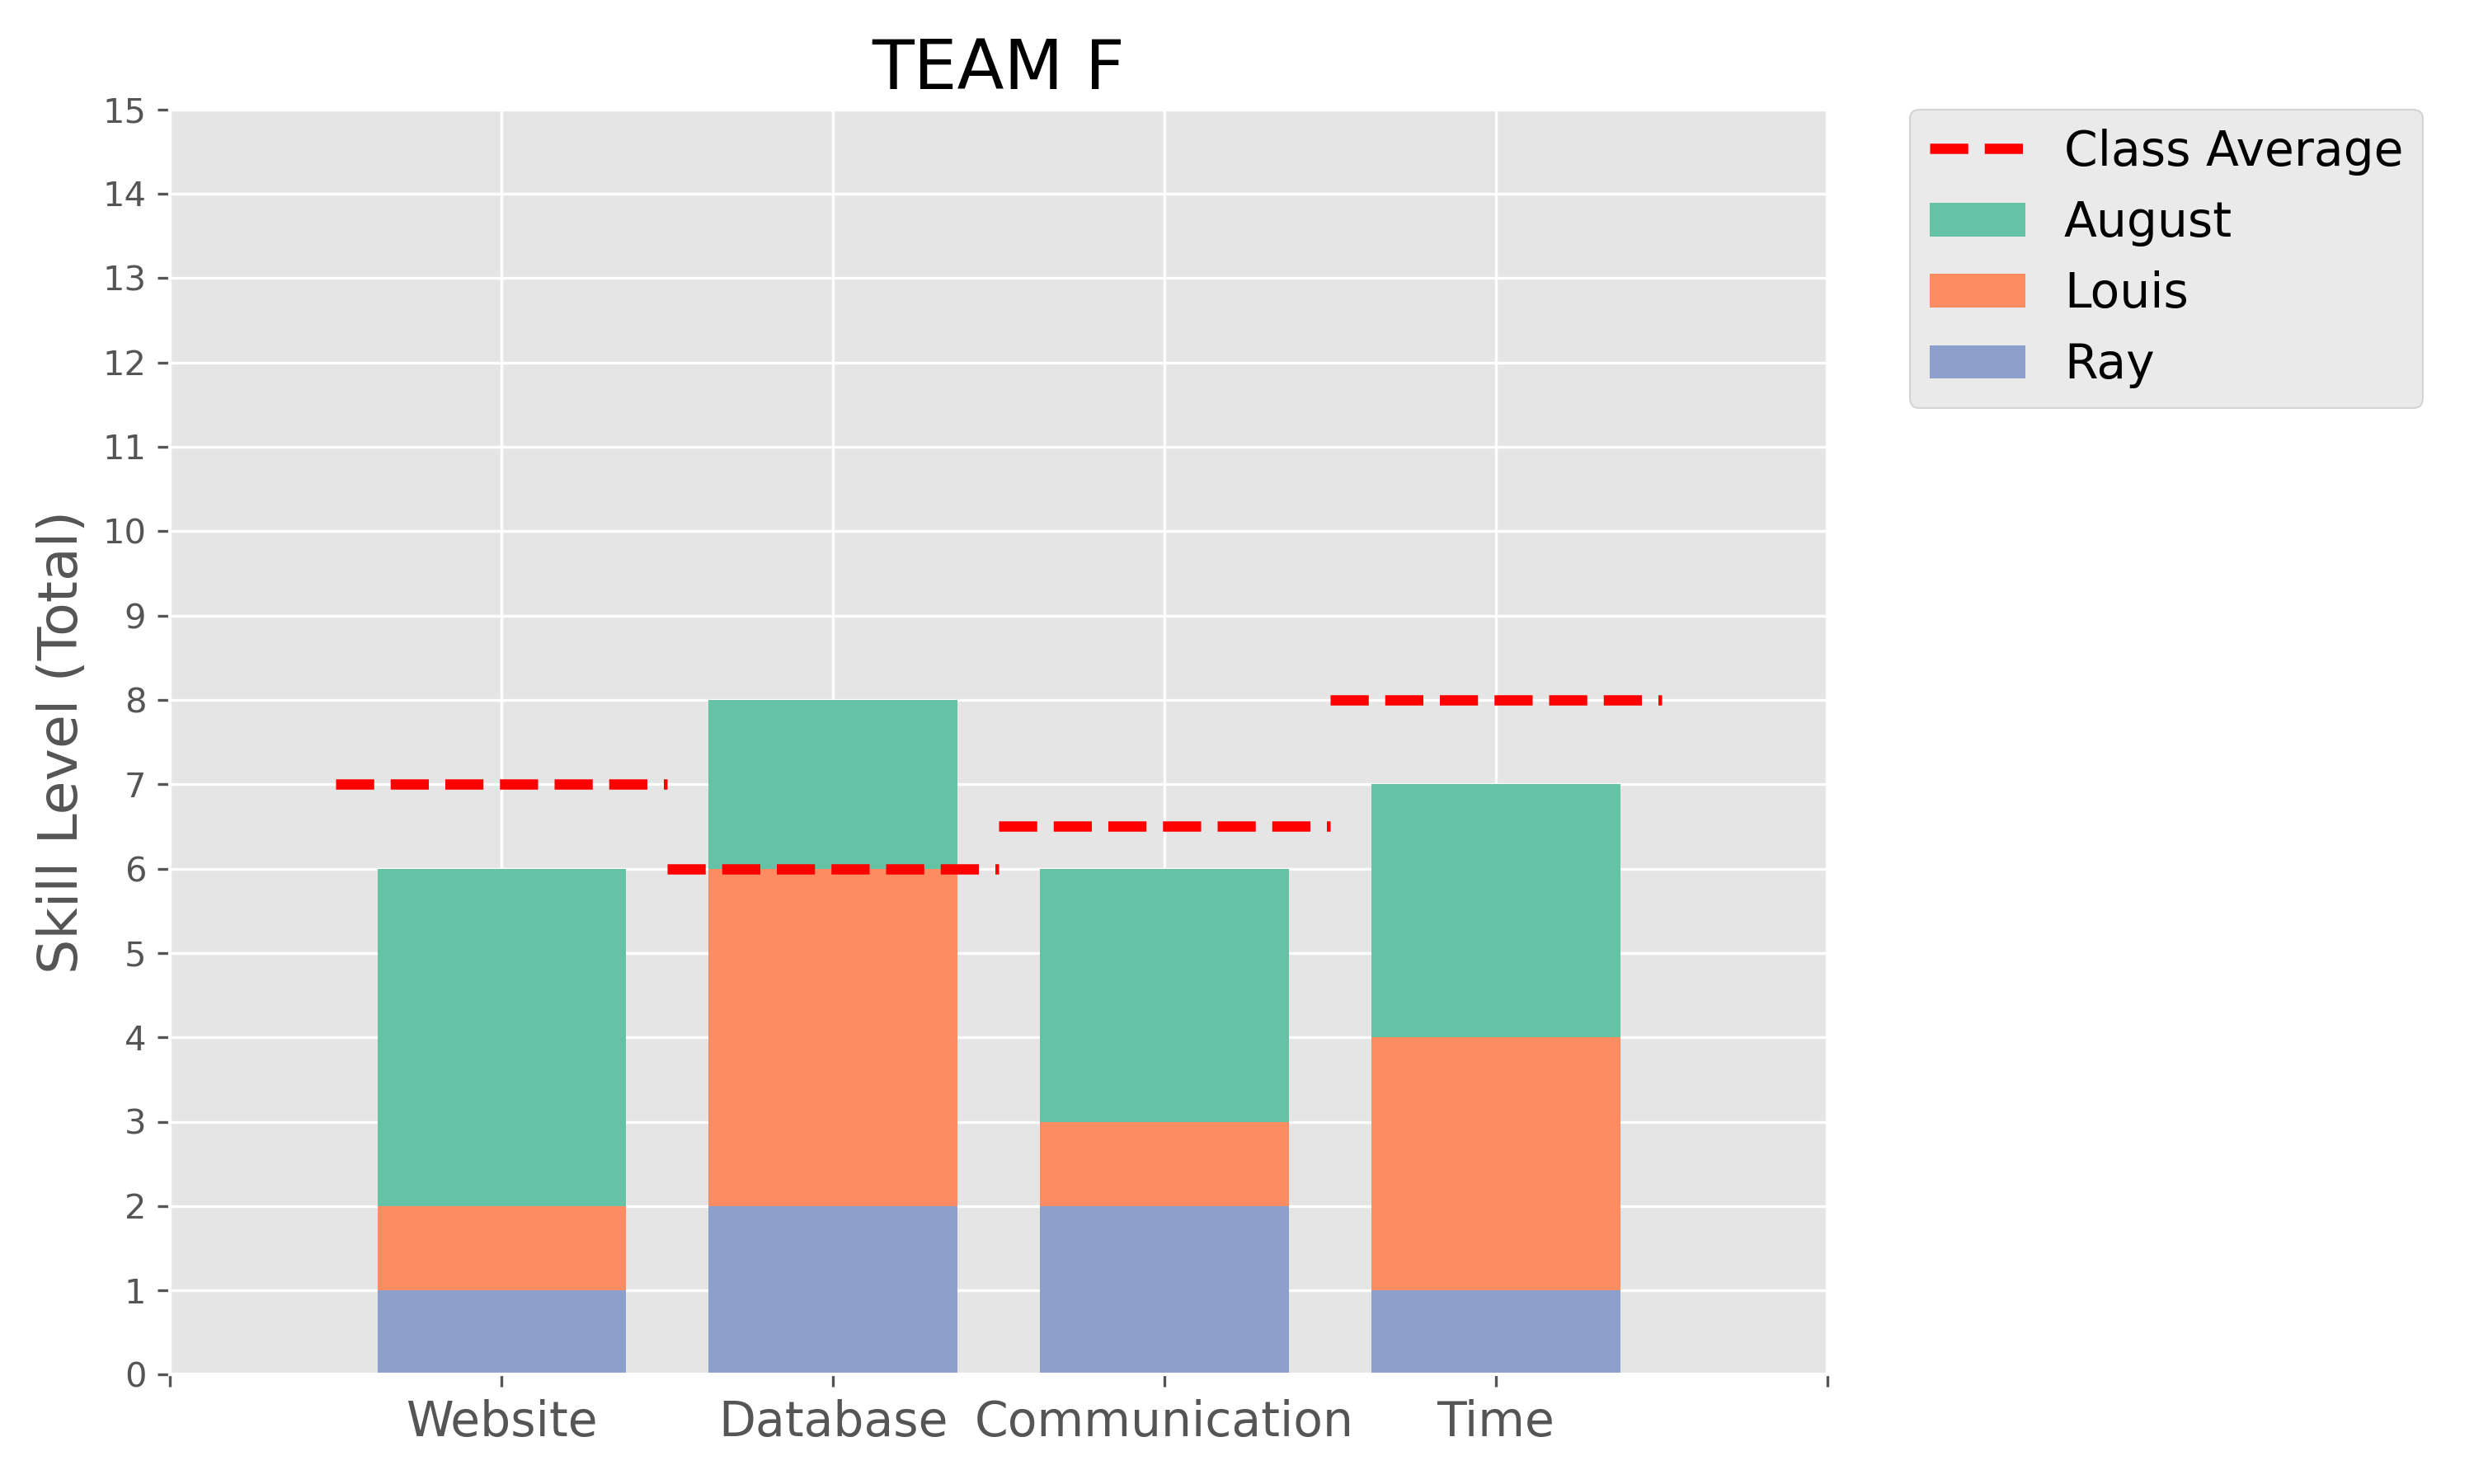 TEAM F
Class Average
August
Louis
Ray
Skill Level (Total)
15
14
13
12
11
10
9
8
7
6
5
4
3
2
1
0
Website Database Communication Time